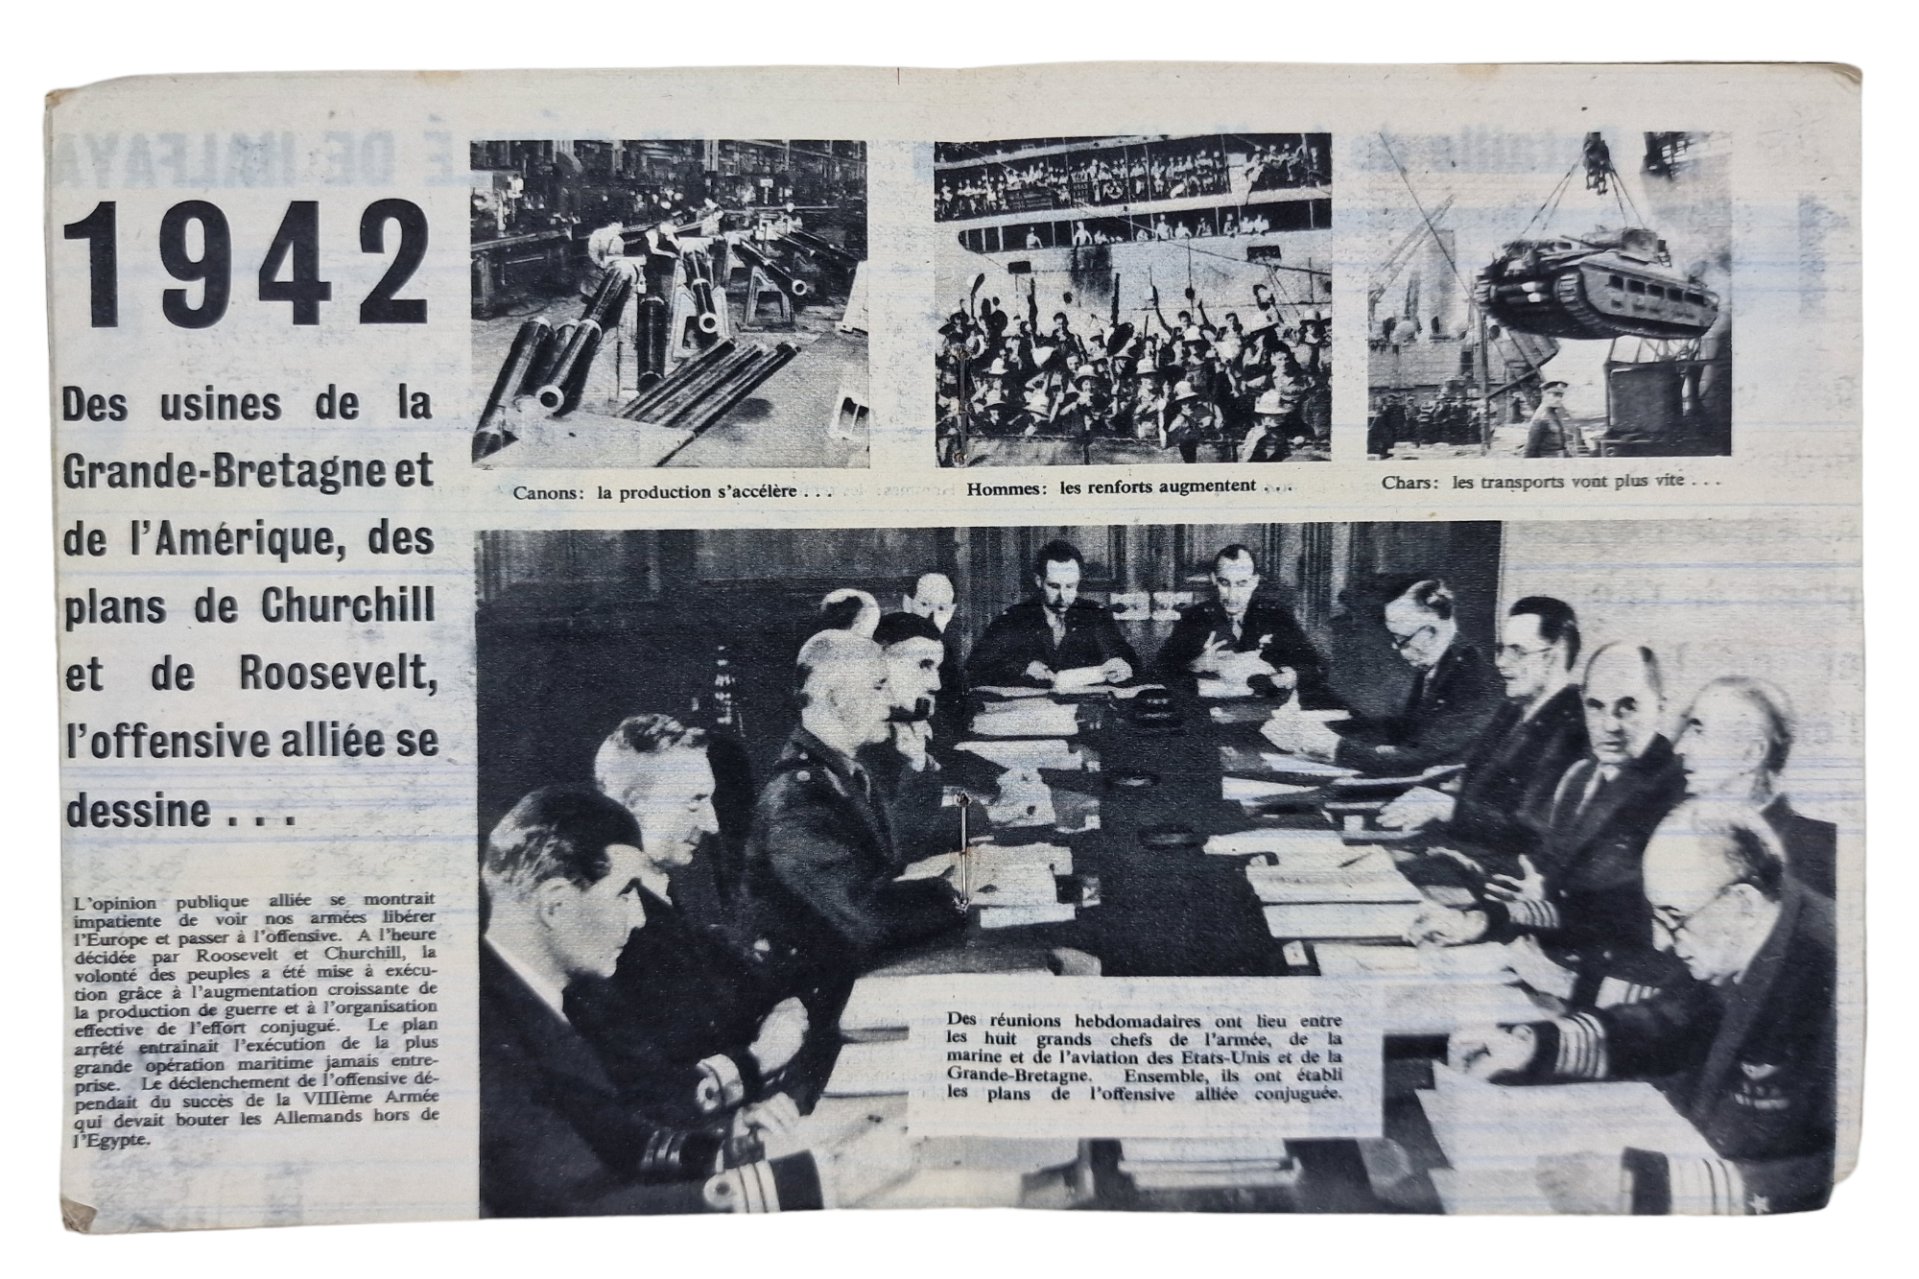 1942
Des usines de la
Grande-Bretagne et
de l'Amérique, des
plans de Churchill
et de Roosevelt,
l'offensive alliée se
dessine . . .
L'opinion publique alliée se montrait
impatiente de voir nos armées libérer
l'Europe et passer à l'offensive. A l'heure
décidée par Roosevelt et Churchill, la
volonté des peuples a été mise à exécu-
tion grâce à l'augmentation croissante de
la production de guerre et à l'organisation
effective de l'effort conjugué. Le plan
arrêté entrainait l'exécution de la plus
grande opération maritime jamais entre-
prise. Le déclenchement de l'offensive dé-
pendait du succès de la VIIIème Armée
qui devait bouter les Allemands hors de
l'Egypte.
Canons: la production s'accélère . . .
Hommes: les renforts augmentent . . .
Chars: les transports vont plus vite . . .
Des réunions hebdomadaires ont lieu entre
les huit grands chefs de l'armée, de la
marine et de l'aviation des Etats-Unis et de la
Grande-Bretagne. Ensemble, ils ont établi
les plans de l'offensive alliée conjuguée.